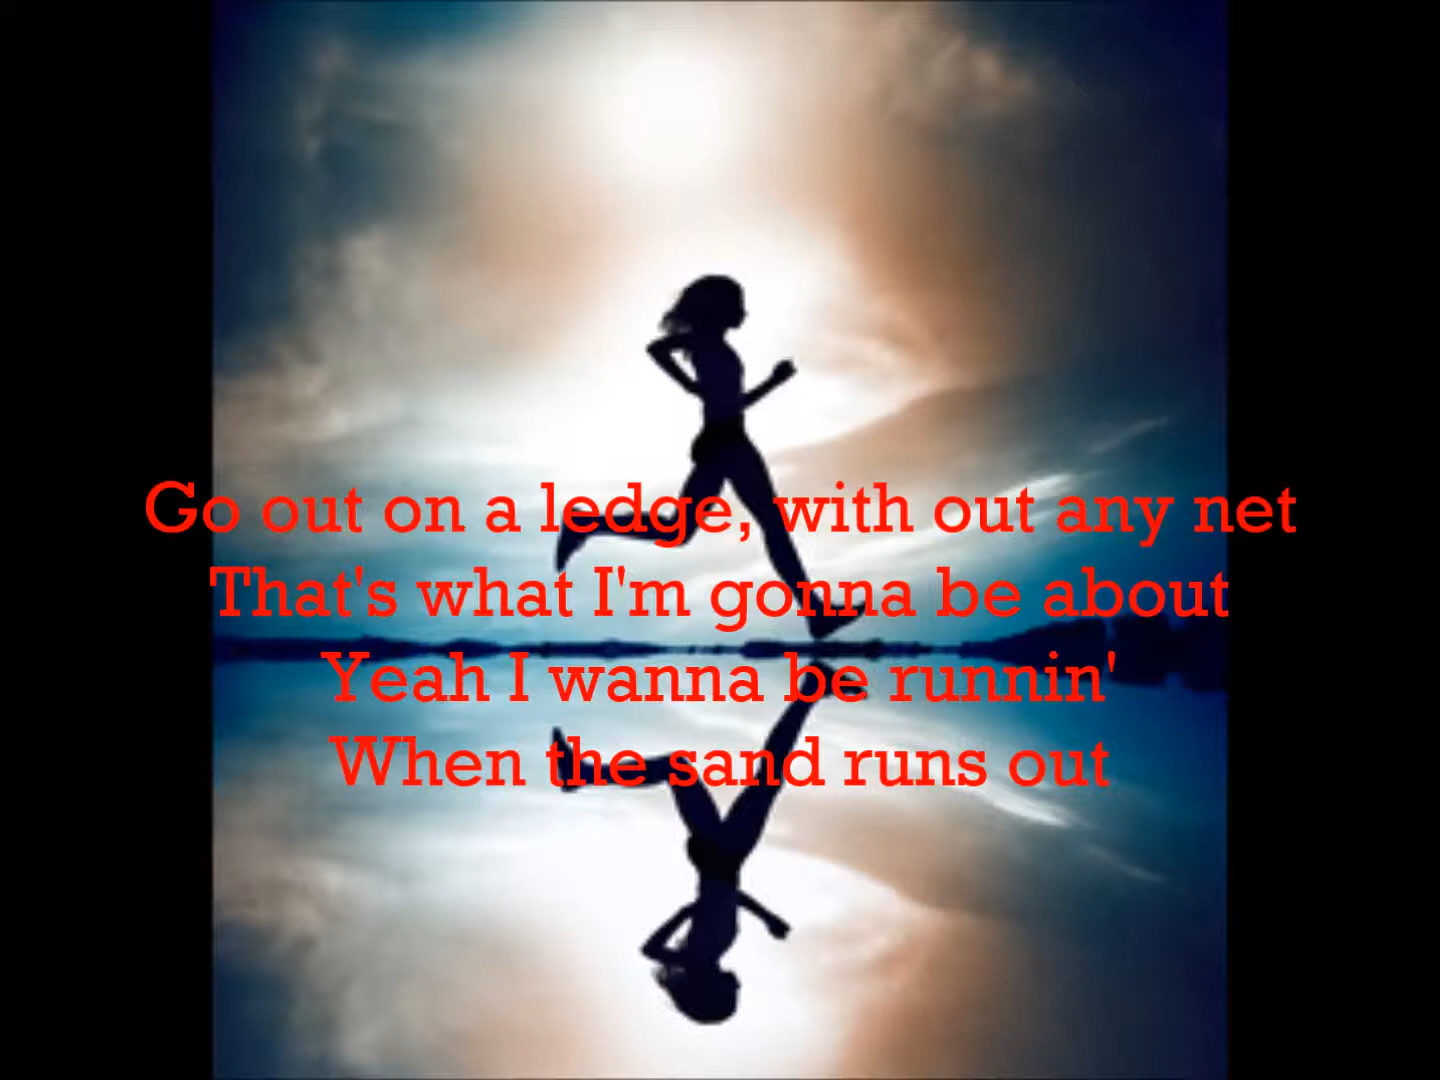 Go out on a ledge, with out any net
That's what I'm gonna be about
Yeah I wanna be runnin'
When the sand runs out